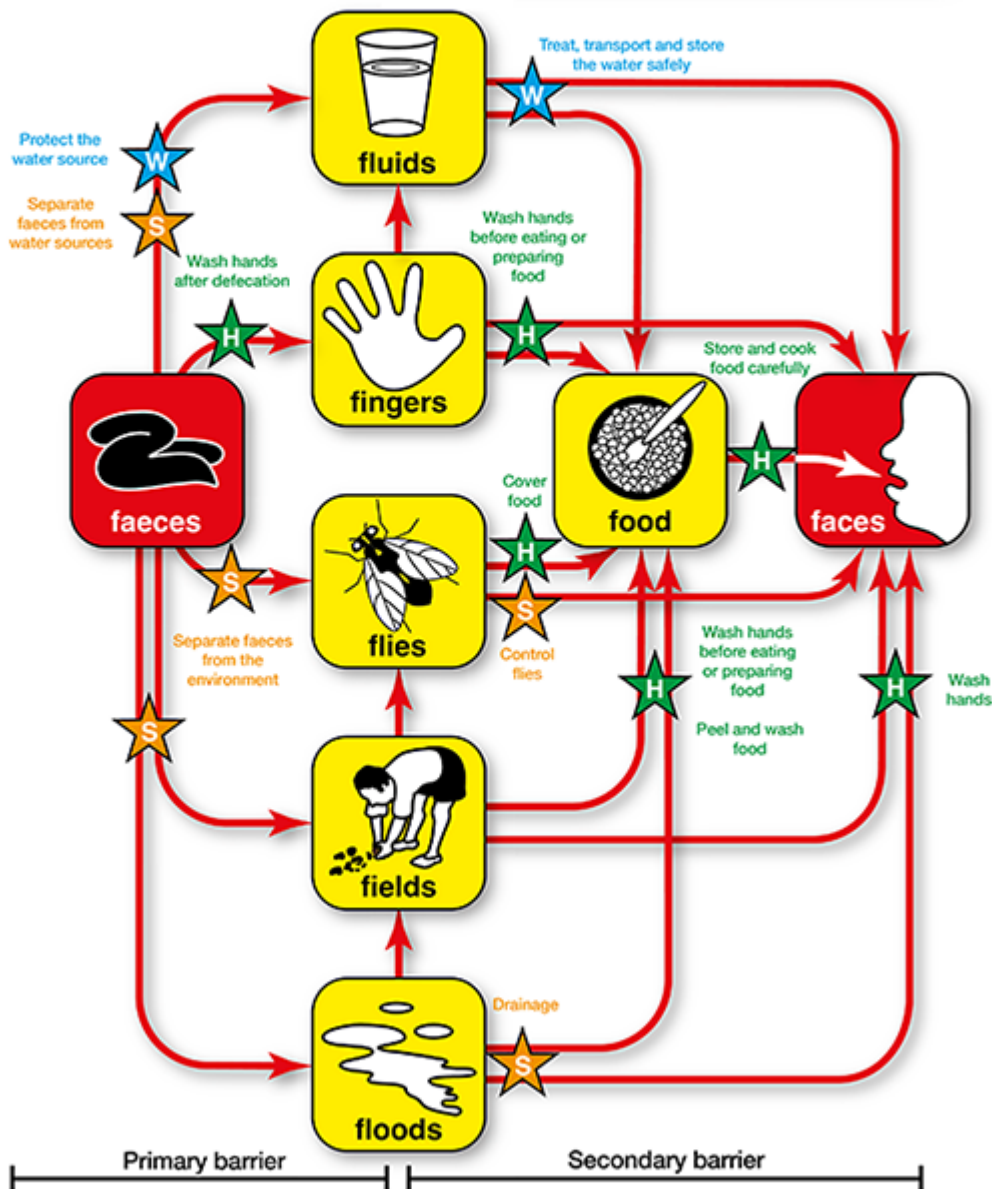 Treat, transport and store
the water safely
W
fluids
Protect the
water source
W
Separate
faeces from
water sources
S
Wash hands
after defecation
H
Wash hands
before eating or
preparing
food
H
fingers
Store and cook
food carefully
H
faeces
food
faces
Cover
food
H
S
flies
S
Control
flies
Separate faeces
from the
environment
Wash hands
before eating
or preparing
food
H
Peel and wash
food
H
Wash
hands
S
fields
Drainage
S
floods
Primary barrier
Secondary barrier